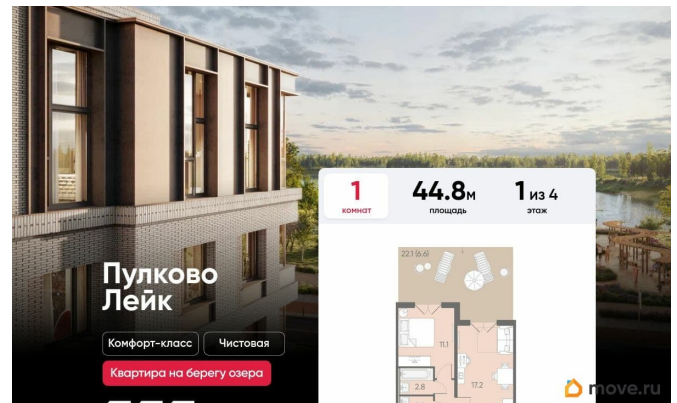 1
комнат
44.8м
площадь
1 из 4
этаж
Пулково
Лейк
Комфорт-класс
Чистовая
Квартира на берегу озера
22.1 (6.6)
11.1
17.2
2.8
move.ru